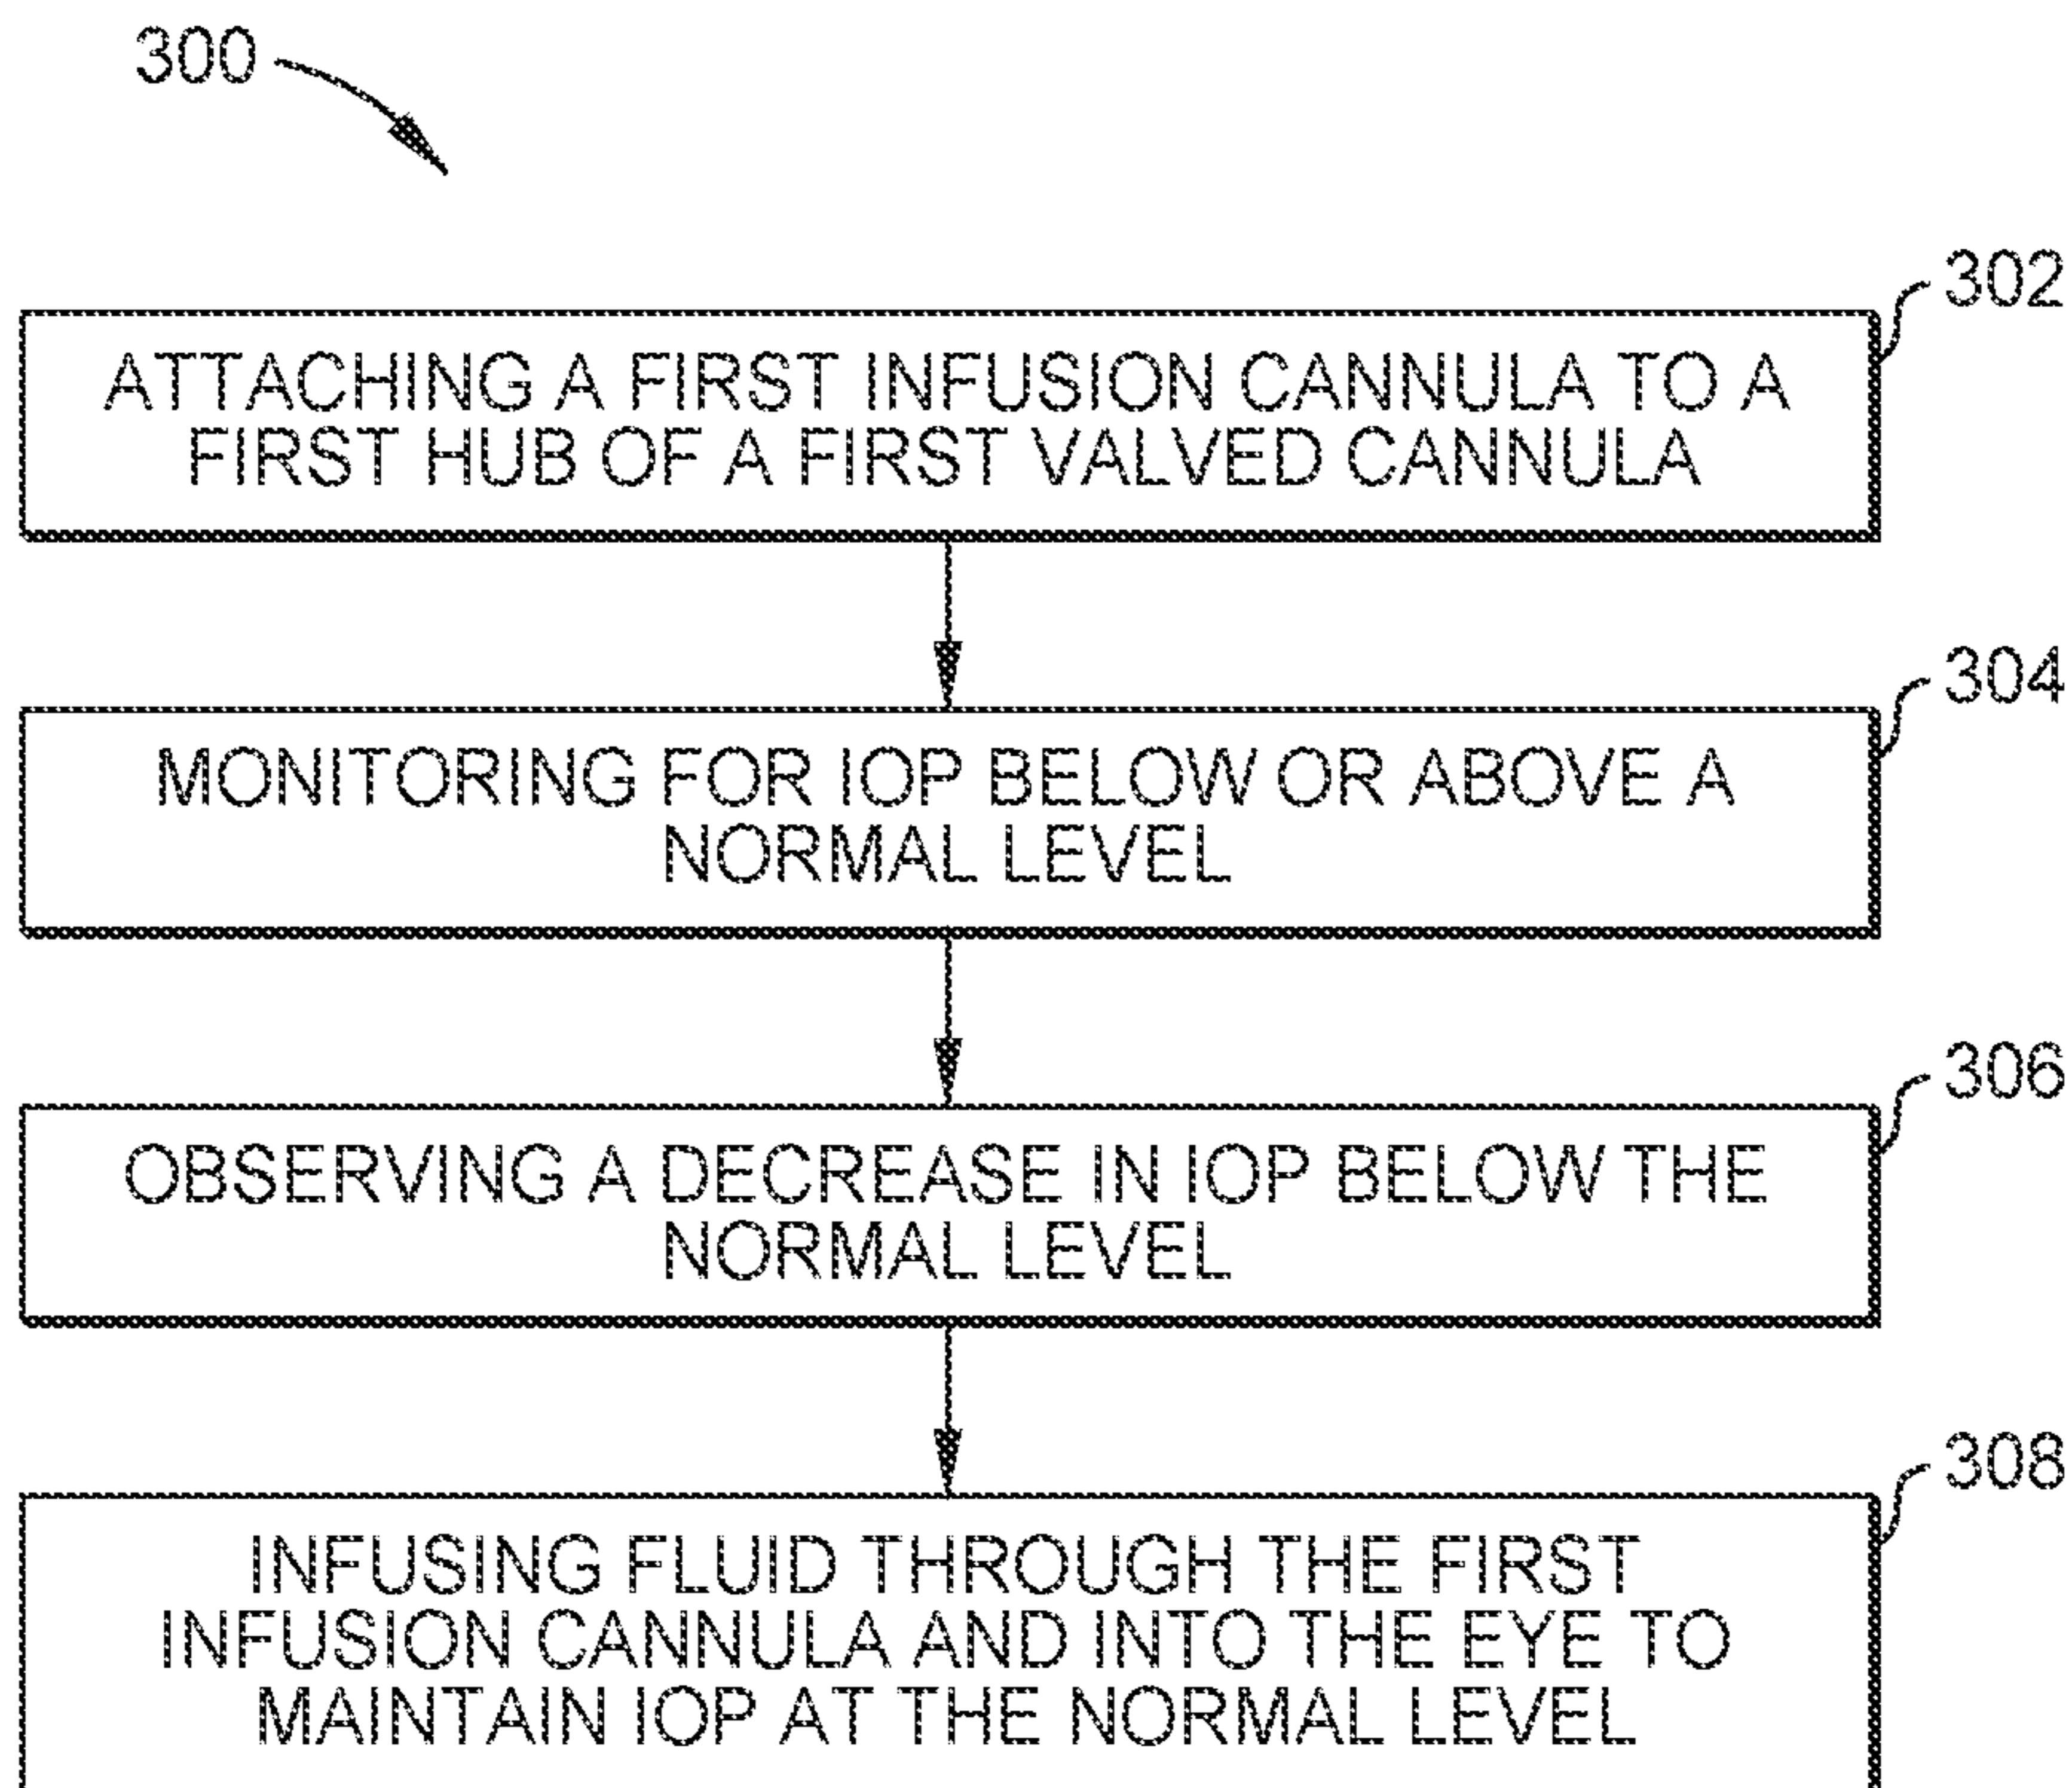 300
302
ATTACHING A FIRST INFUSION CANNULA TO A
FIRST HUB OF A FIRST VALVED CANNULA
304
MONITORING FOR IOP BELOW OR ABOVE A
NORMAL LEVEL
306
OBSERVING A DECREASE IN IOP BELOW THE
NORMAL LEVEL
308
INFUSING FLUID THROUGH THE FIRST
INFUSION CANNULA AND INTO THE EYE TO
MAINTAIN IOP AT THE NORMAL LEVEL